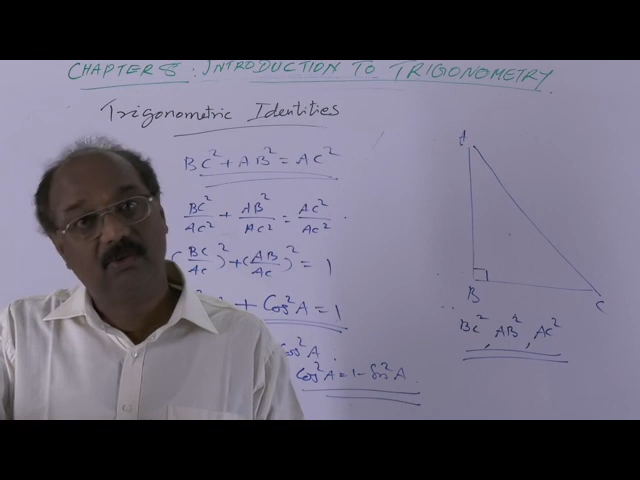 CHAPTER 8 : INTRODUCTION TO TRIGONOMETRY.
Trigonometric Identities
BC² + AB² = AC²
BC²/AC² + AB²/AC² = AC²/AC²
(BC/AC)² + (AB/AC)² = 1
+ Cos²A = 1
Cos²A.
Cos²A = 1 - Sin²A.
A
B
C
BC², AB², AC²